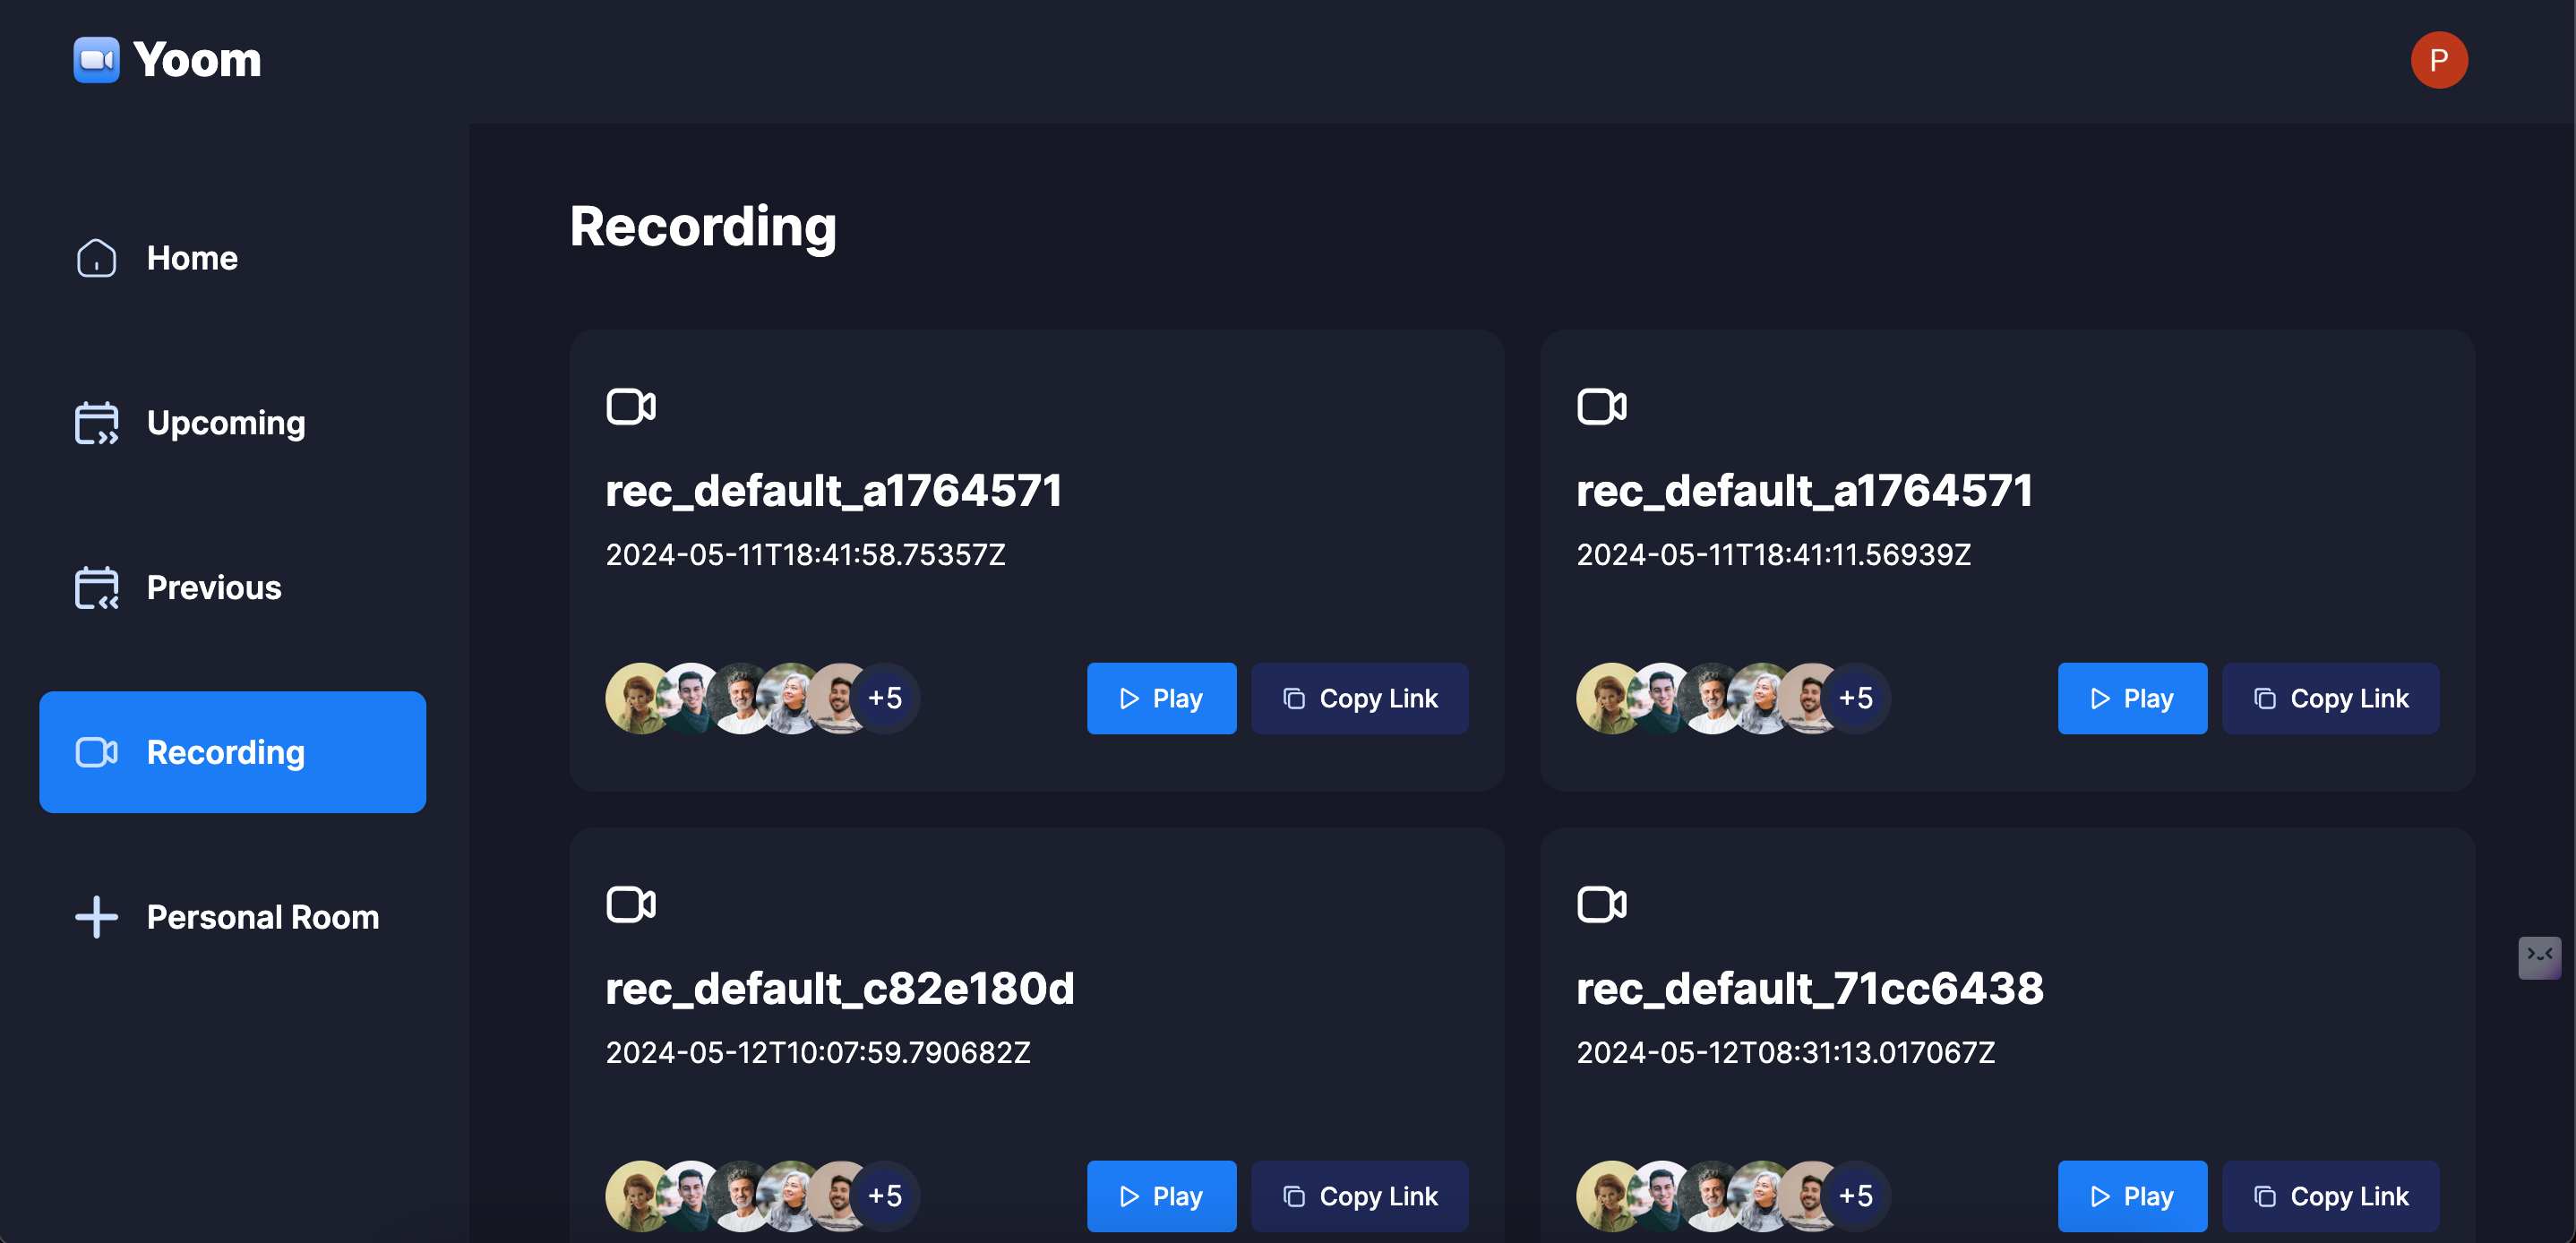 Yoom
P
Home
Upcoming
Previous
Recording
Personal Room
Recording
rec_default_a1764571
2024-05-11T18:41:58.75357Z
+5
Play
Copy Link
rec_default_a1764571
2024-05-11T18:41:11.56939Z
+5
Play
Copy Link
rec_default_c82e180d
2024-05-12T10:07:59.790682Z
+5
Play
Copy Link
rec_default_71cc6438
2024-05-12T08:31:13.017067Z
+5
Play
Copy Link